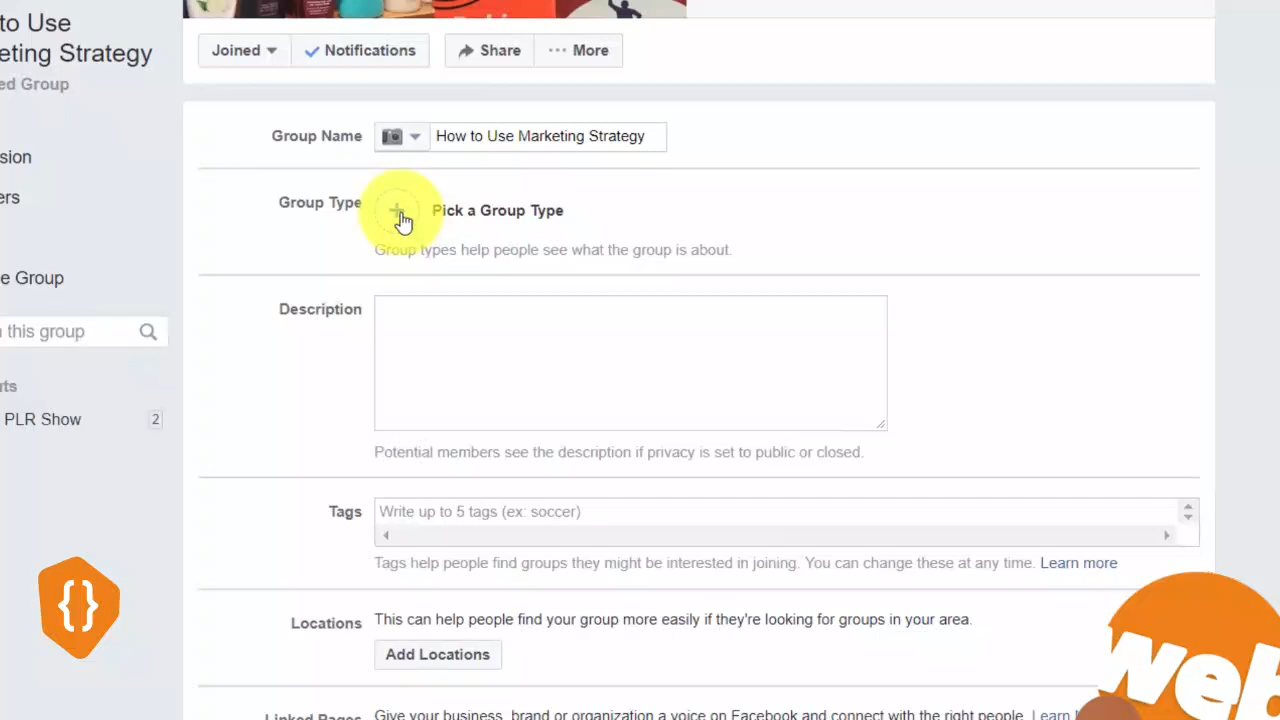 to Use
eting Strategy
ed Group
sion
ers
e Group
n this group
rts
PLR Show 2
Joined Notifications Share More
Group Name How to Use Marketing Strategy
Group Type Pick a Group Type
Group types help people see what the group is about.
Description
Potential members see the description if privacy is set to public or closed.
Tags Write up to 5 tags (ex: soccer)
Tags help people find groups they might be interested in joining. You can change these at any time. Learn more
Locations This can help people find your group more easily if they're looking for groups in your area.
Add Locations
Linked Pages Give your business, brand or organization a voice on Facebook and connect with the right people. Learn
{}
web